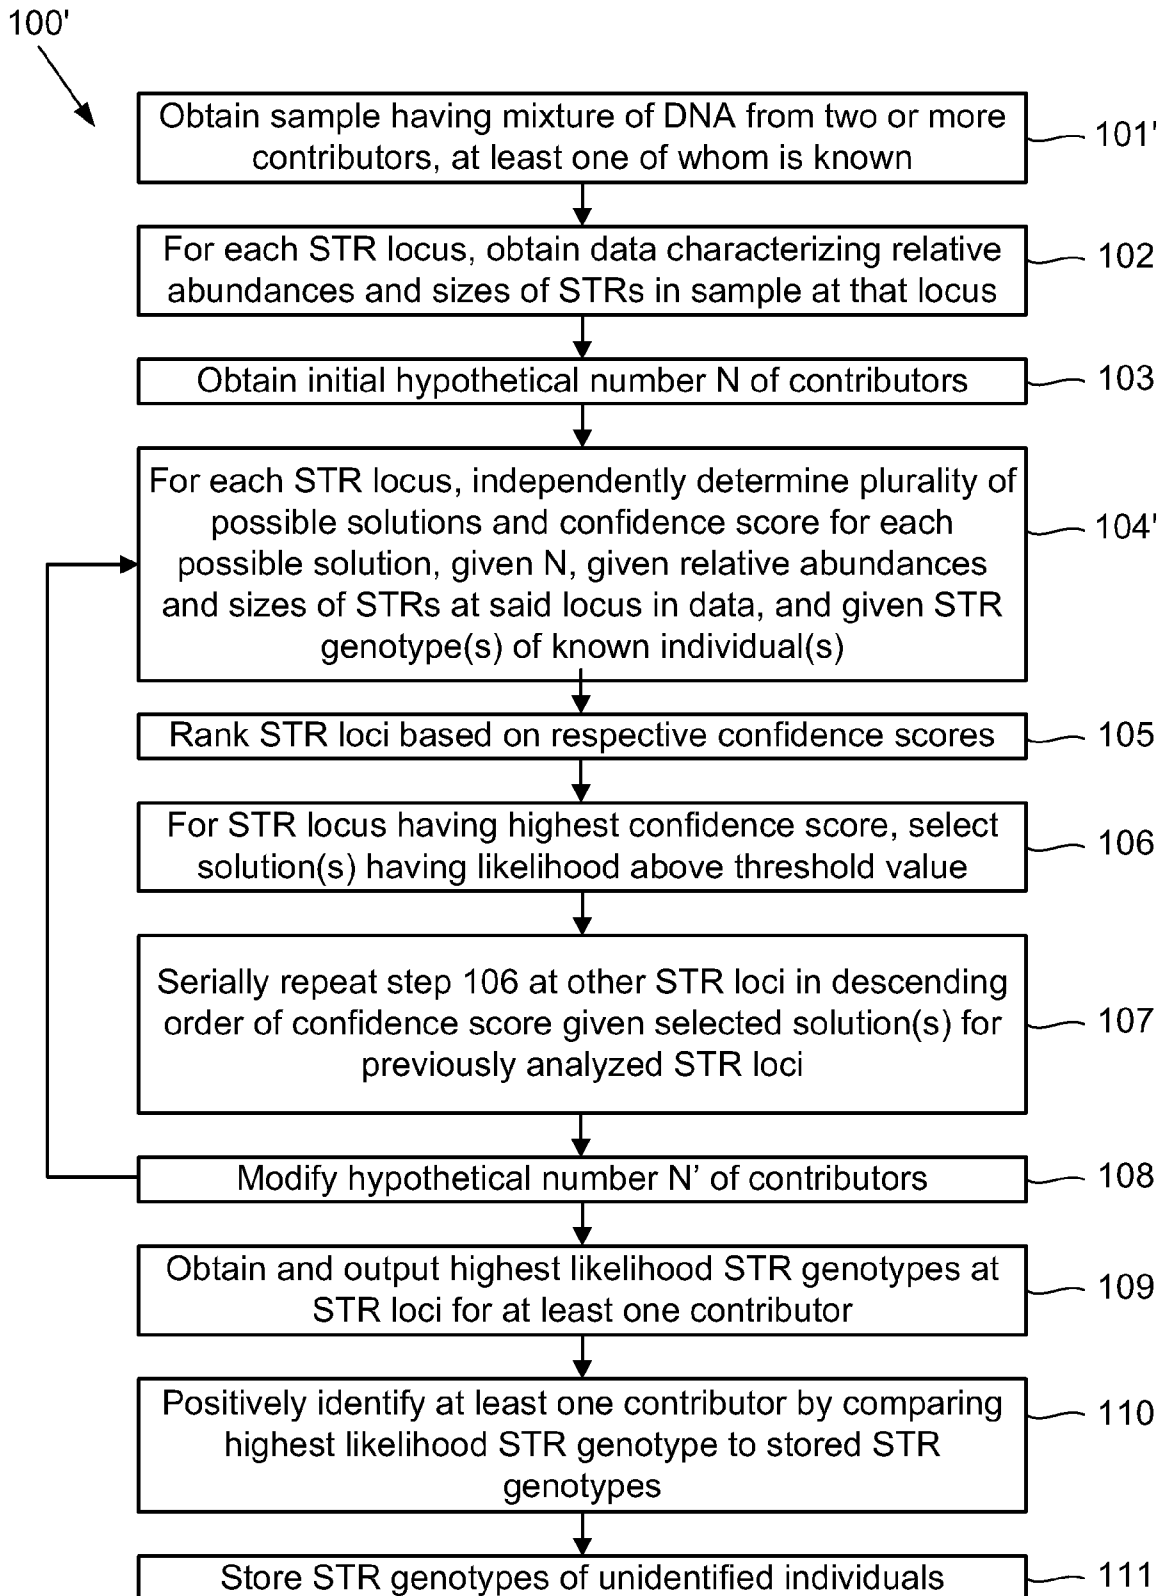 100'
Obtain sample having mixture of DNA from two or more
contributors, at least one of whom is known
101'
For each STR locus, obtain data characterizing relative
abundances and sizes of STRs in sample at that locus
102
Obtain initial hypothetical number N of contributors
103
For each STR locus, independently determine plurality of
possible solutions and confidence score for each
possible solution, given N, given relative abundances
and sizes of STRs at said locus in data, and given STR
genotype(s) of known individual(s)
104'
Rank STR loci based on respective confidence scores
105
For STR locus having highest confidence score, select
solution(s) having likelihood above threshold value
106
Serially repeat step 106 at other STR loci in descending
order of confidence score given selected solution(s) for
previously analyzed STR loci
107
Modify hypothetical number N’ of contributors
108
Obtain and output highest likelihood STR genotypes at
STR loci for at least one contributor
109
Positively identify at least one contributor by comparing
highest likelihood STR genotype to stored STR
genotypes
110
Store STR genotypes of unidentified individuals
111